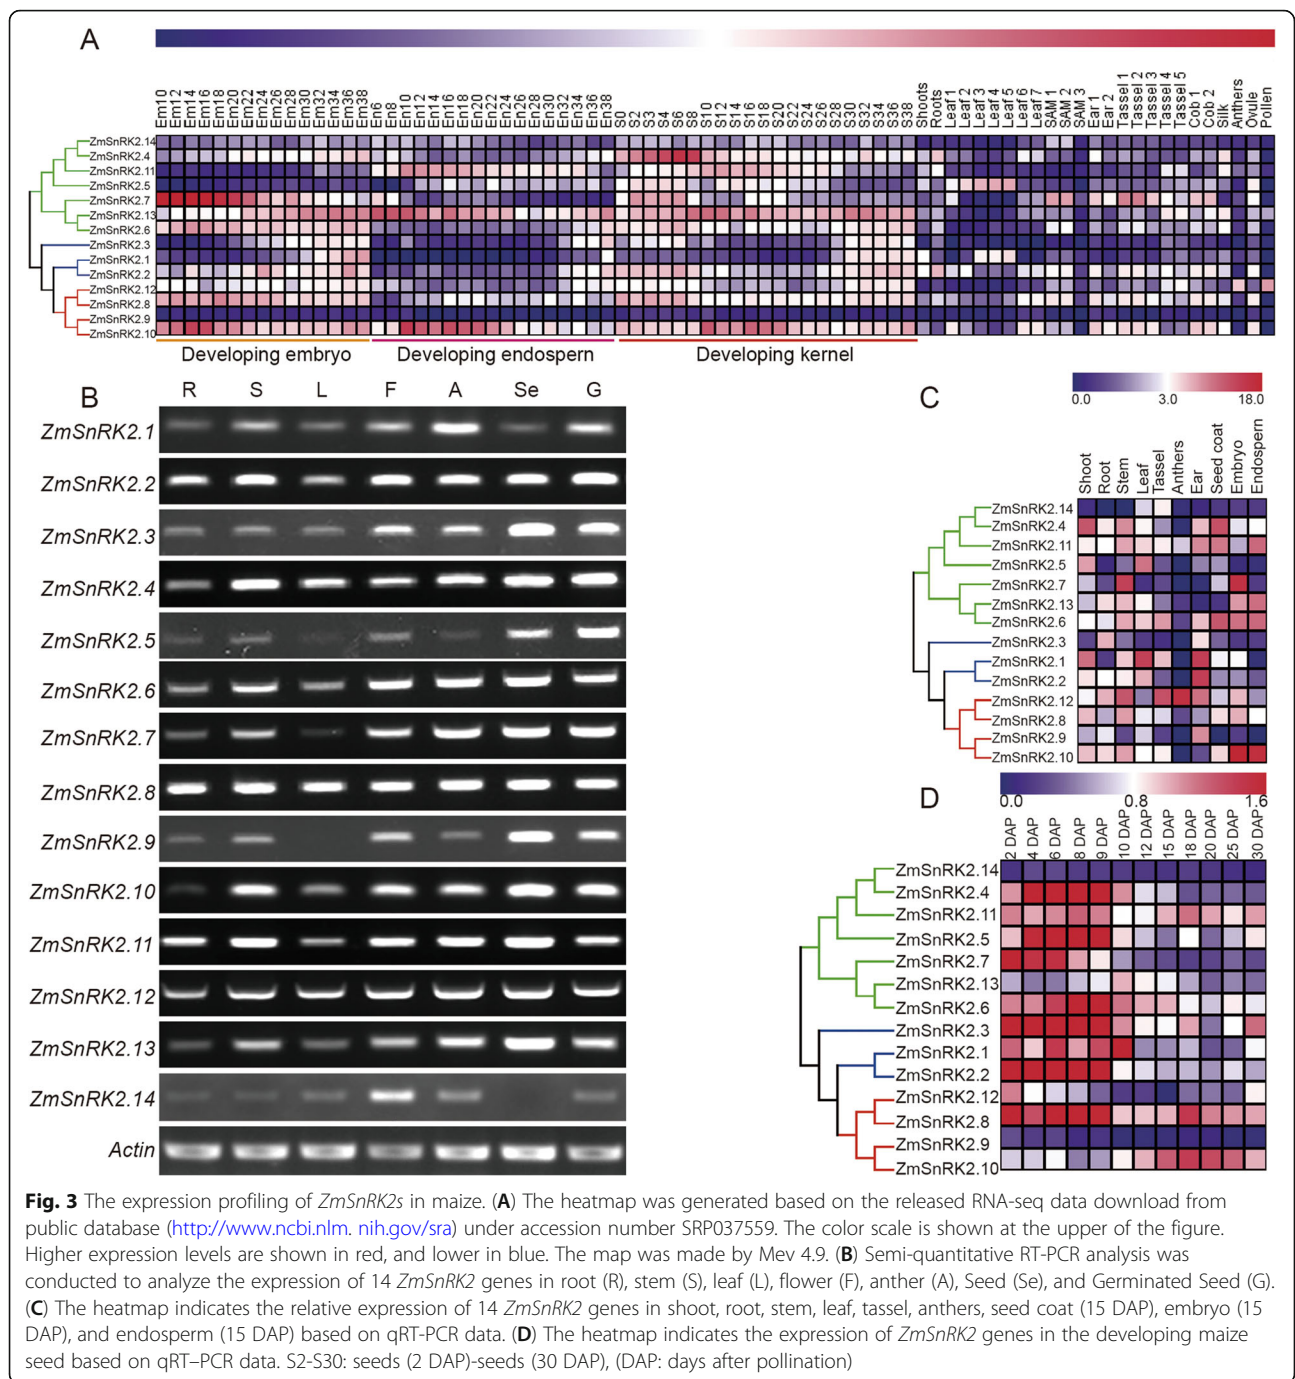 A
Em10 Em12 Em14 Em16 Em18 Em20 Em22 Em24 Em26 Em28 Em30 Em32 Em34 Em36 Em38 En6 En8 En10 En12 En14 En16 En18 En20 En22 En24 En26 En28 En30 En32 En34 En36 En38 S0 S2 S3 S4 S6 S8 S10 S12 S14 S16 S18 S20 S22 S24 S26 S28 S30 S32 S34 S36 S38 Shoots Roots Leaf 1 Leaf 2 Leaf 3 Leaf 4 Leaf 5 Leaf 6 Leaf 7 SAM 1 SAM 2 SAM 3 Ear 1 Ear 2 Tassel 1 Tassel 2 Tassel 3 Tassel 4 Tassel 5 Cob 1 Cob 2 Silk Anthers Ovule Pollen
ZmSnRK2.14
ZmSnRK2.4
ZmSnRK2.11
ZmSnRK2.5
ZmSnRK2.7
ZmSnRK2.13
ZmSnRK2.6
ZmSnRK2.3
ZmSnRK2.1
ZmSnRK2.2
ZmSnRK2.12
ZmSnRK2.8
ZmSnRK2.9
ZmSnRK2.10
Developing embryo Developing endospern Developing kernel
B R S L F A Se G
ZmSnRK2.1
ZmSnRK2.2
ZmSnRK2.3
ZmSnRK2.4
ZmSnRK2.5
ZmSnRK2.6
ZmSnRK2.7
ZmSnRK2.8
ZmSnRK2.9
ZmSnRK2.10
ZmSnRK2.11
ZmSnRK2.12
ZmSnRK2.13
ZmSnRK2.14
Actin
C
0.0 3.0 18.0
Shoot Root Stem Leaf Tassel Anthers Ear Seed coat Embryo Endospern
ZmSnRK2.14
ZmSnRK2.4
ZmSnRK2.11
ZmSnRK2.5
ZmSnRK2.7
ZmSnRK2.13
ZmSnRK2.6
ZmSnRK2.3
ZmSnRK2.1
ZmSnRK2.2
ZmSnRK2.12
ZmSnRK2.8
ZmSnRK2.9
ZmSnRK2.10
D
0.0 0.8 1.6
2 DAP 4 DAP 6 DAP 8 DAP 9 DAP 10 DAP 12 DAP 15 DAP 18 DAP 20 DAP 25 DAP 30 DAP
ZmSnRK2.14
ZmSnRK2.4
ZmSnRK2.11
ZmSnRK2.5
ZmSnRK2.7
ZmSnRK2.13
ZmSnRK2.6
ZmSnRK2.3
ZmSnRK2.1
ZmSnRK2.2
ZmSnRK2.12
ZmSnRK2.8
ZmSnRK2.9
ZmSnRK2.10
Fig. 3 The expression profiling of ZmSnRK2s in maize. (A) The heatmap was generated based on the released RNA-seq data download from
public database (http://www.ncbi.nlm. nih.gov/sra) under accession number SRP037559. The color scale is shown at the upper of the figure.
Higher expression levels are shown in red, and lower in blue. The map was made by Mev 4.9. (B) Semi-quantitative RT-PCR analysis was
conducted to analyze the expression of 14 ZmSnRK2 genes in root (R), stem (S), leaf (L), flower (F), anther (A), Seed (Se), and Germinated Seed (G).
(C) The heatmap indicates the relative expression of 14 ZmSnRK2 genes in shoot, root, stem, leaf, tassel, anthers, seed coat (15 DAP), embryo (15
DAP), and endosperm (15 DAP) based on qRT-PCR data. (D) The heatmap indicates the expression of ZmSnRK2 genes in the developing maize
seed based on qRT–PCR data. S2-S30: seeds (2 DAP)-seeds (30 DAP), (DAP: days after pollination)